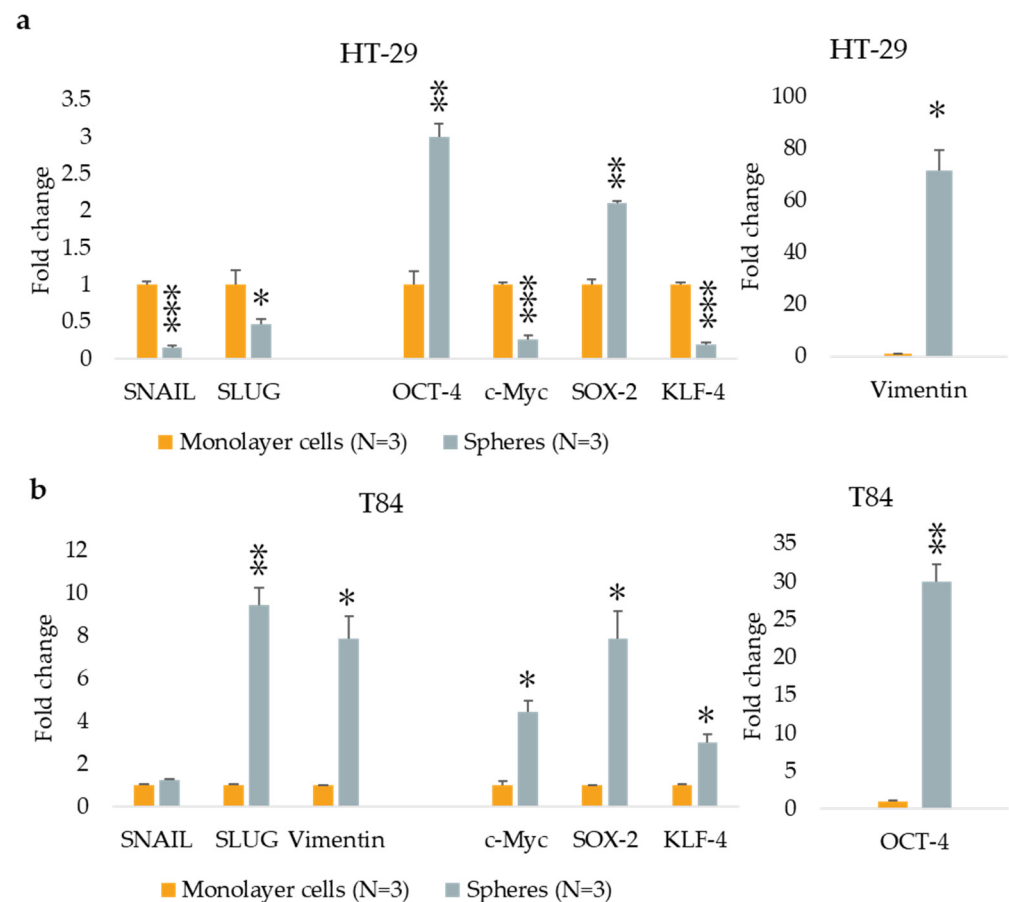 a
HT-29
HT-29
Fold change
3.5
3
2.5
2
1.5
1
0.5
0
***
*
**
***
**
***
SNAIL SLUG OCT-4 c-Myc SOX-2 KLF-4
Fold change
100
80
60
40
20
0
*
Vimentin
Monolayer cells (N=3) Spheres (N=3)
b
T84
T84
Fold change
12
10
8
6
4
2
0
**
*
*
*
*
SNAIL SLUG Vimentin c-Myc SOX-2 KLF-4
Fold change
35
30
25
20
15
10
5
0
**
OCT-4
Monolayer cells (N=3) Spheres (N=3)